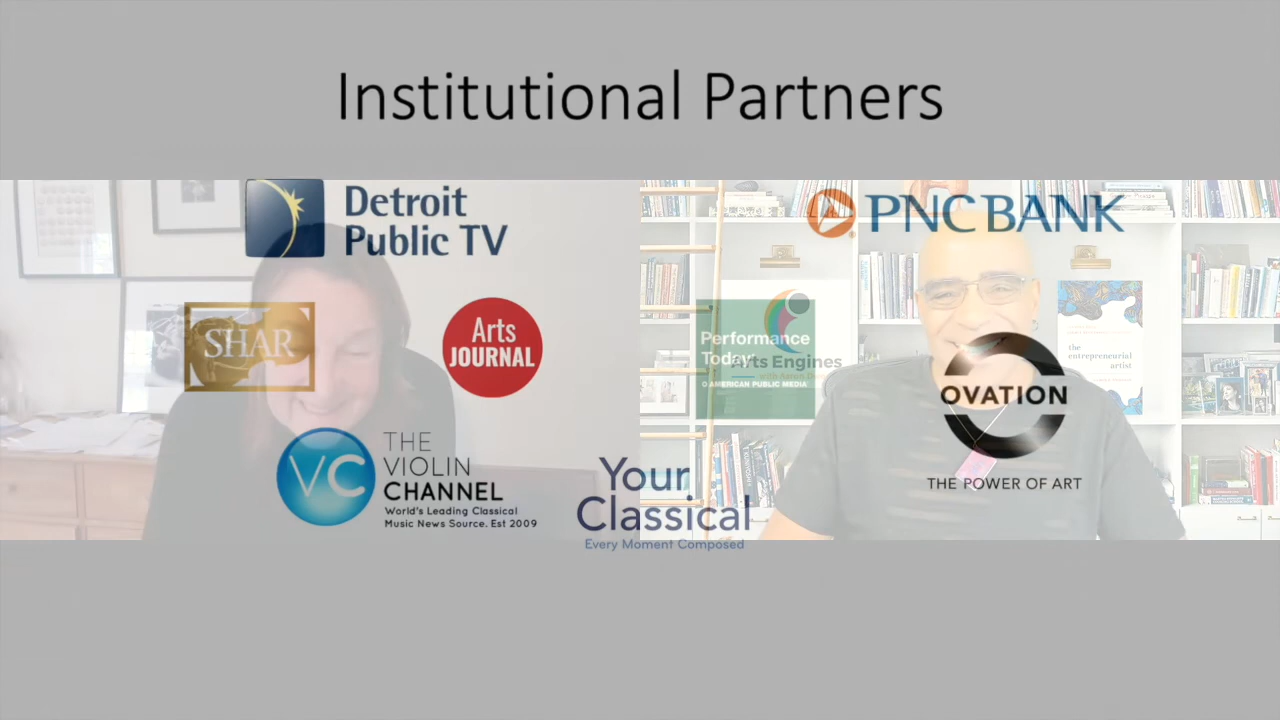 Institutional Partners
Detroit
Public TV
PNC BANK
SHAR
Arts
JOURNAL
Performance
Today
Arts Engines
AMERICAN PUBLIC MEDIA
the
entrepreneurial
artist
OVATION
THE POWER OF ART
VC
THE
VIOLIN
CHANNEL
World's Leading Classical
Music News Source. Est 2009
Your
Classical
Every Moment Composed